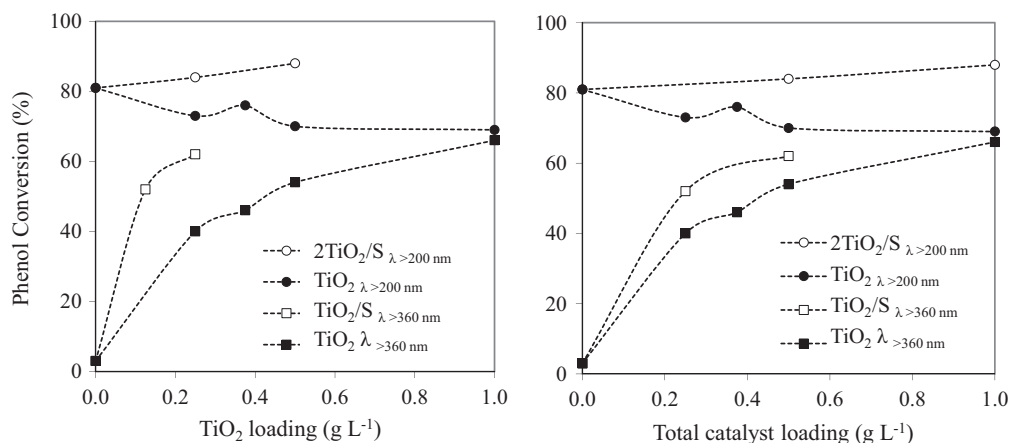 100
80
60
40
20
0
Phenol Conversion (%)
2TiO₂/S λ >200 nm
TiO₂ λ >200 nm
TiO₂/S λ >360 nm
TiO₂ λ >360 nm
0.0 0.2 0.4 0.6 0.8 1.0
TiO₂ loading (g L⁻¹)
100
80
60
40
20
0
2TiO₂/S λ >200 nm
TiO₂ λ >200 nm
TiO₂/S λ >360 nm
TiO₂ λ >360 nm
0.0 0.2 0.4 0.6 0.8 1.0
Total catalyst loading (g L⁻¹)